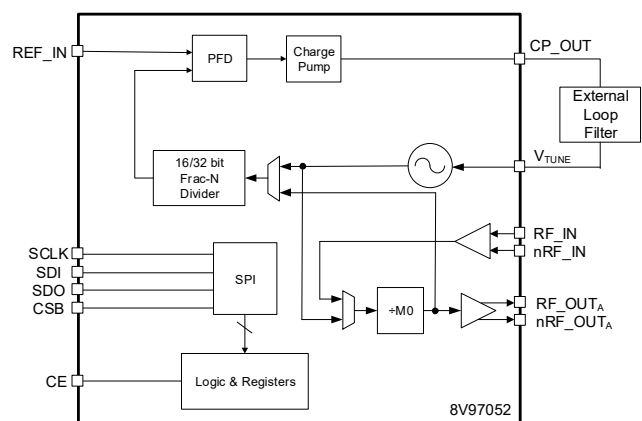 REF_IN
PFD
Charge
Pump
CP_OUT
External
Loop
Filter
16/32 bit
Frac-N
Divider
VTUNE
RF_IN
nRF_IN
SCLK
SDI
SDO
CSB
SPI
÷M0
RF_OUTA
nRF_OUTA
CE
Logic & Registers
8V97052